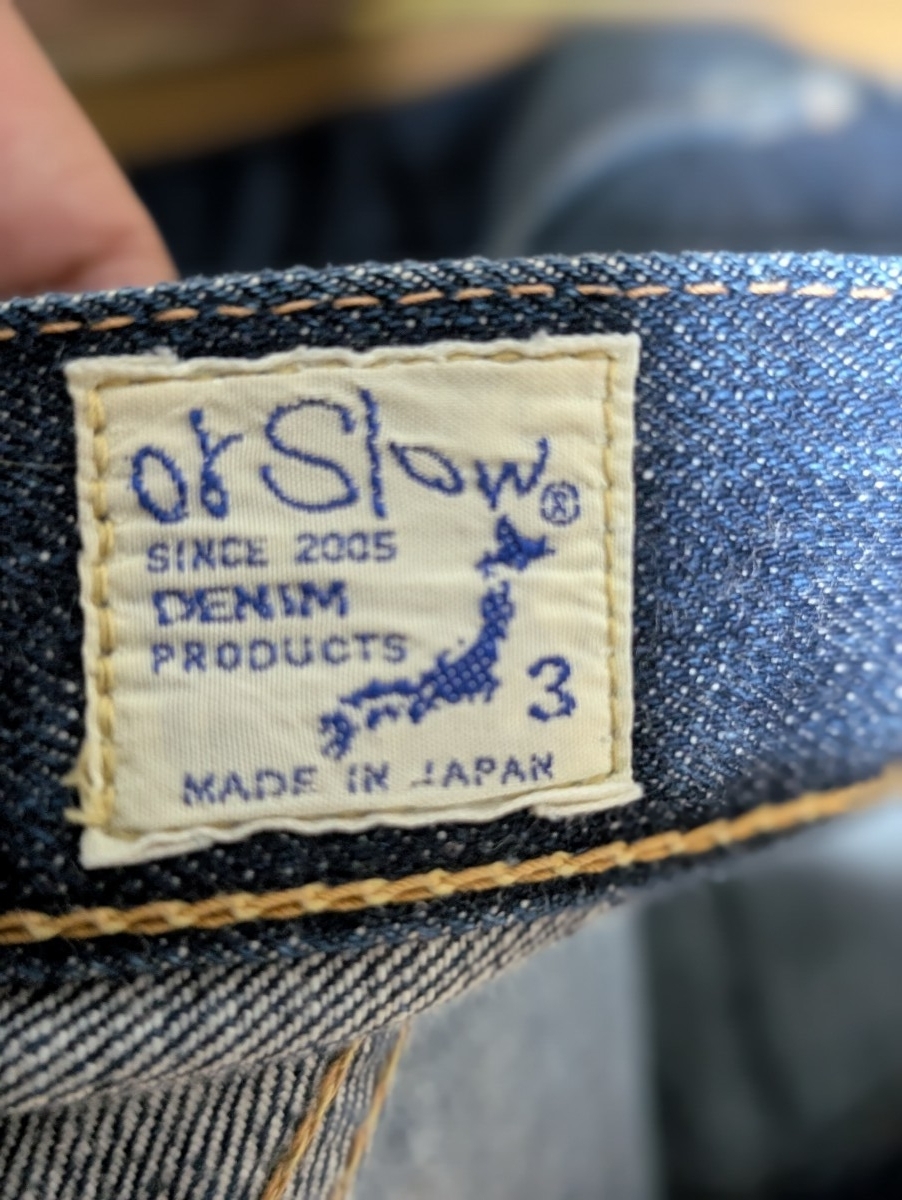 orSlow®
SINCE 2005
DENIM
PRODUCTS
3
MADE IN JAPAN